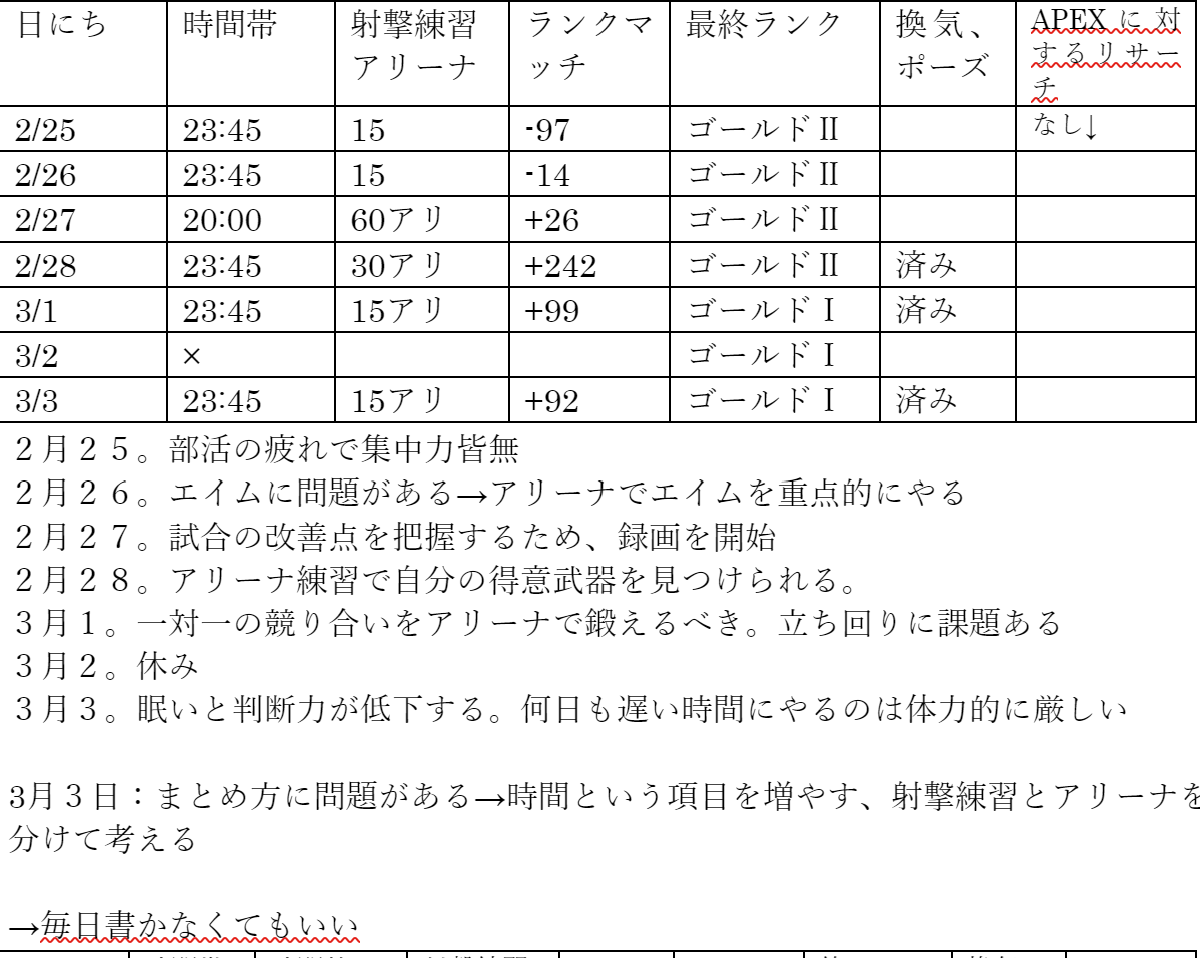 日にち 時間帯 射撃練習アリーナ ランクマッチ 最終ランク 換気、ポーズ APEXに対するリサーチ
2/25 23:45 15 -97 ゴールドⅡ なし↓
2/26 23:45 15 -14 ゴールドⅡ
2/27 20:00 60アリ +26 ゴールドⅡ
2/28 23:45 30アリ +242 ゴールドⅡ 済み
3/1 23:45 15アリ +99 ゴールドⅠ 済み
3/2 × ゴールドⅠ
3/3 23:45 15アリ +92 ゴールドⅠ 済み
２月２５。部活の疲れで集中力皆無
２月２６。エイムに問題がある→アリーナでエイムを重点的にやる
２月２７。試合の改善点を把握するため、録画を開始
２月２８。アリーナ練習で自分の得意武器を見つけられる。
３月１。一対一の競り合いをアリーナで鍛えるべき。立ち回りに課題ある
３月２。休み
３月３。眠いと判断力が低下する。何日も遅い時間にやるのは体力的に厳しい
3月３日：まとめ方に問題がある→時間という項目を増やす、射撃練習とアリーナを
分けて考える
→毎日書かなくてもいい